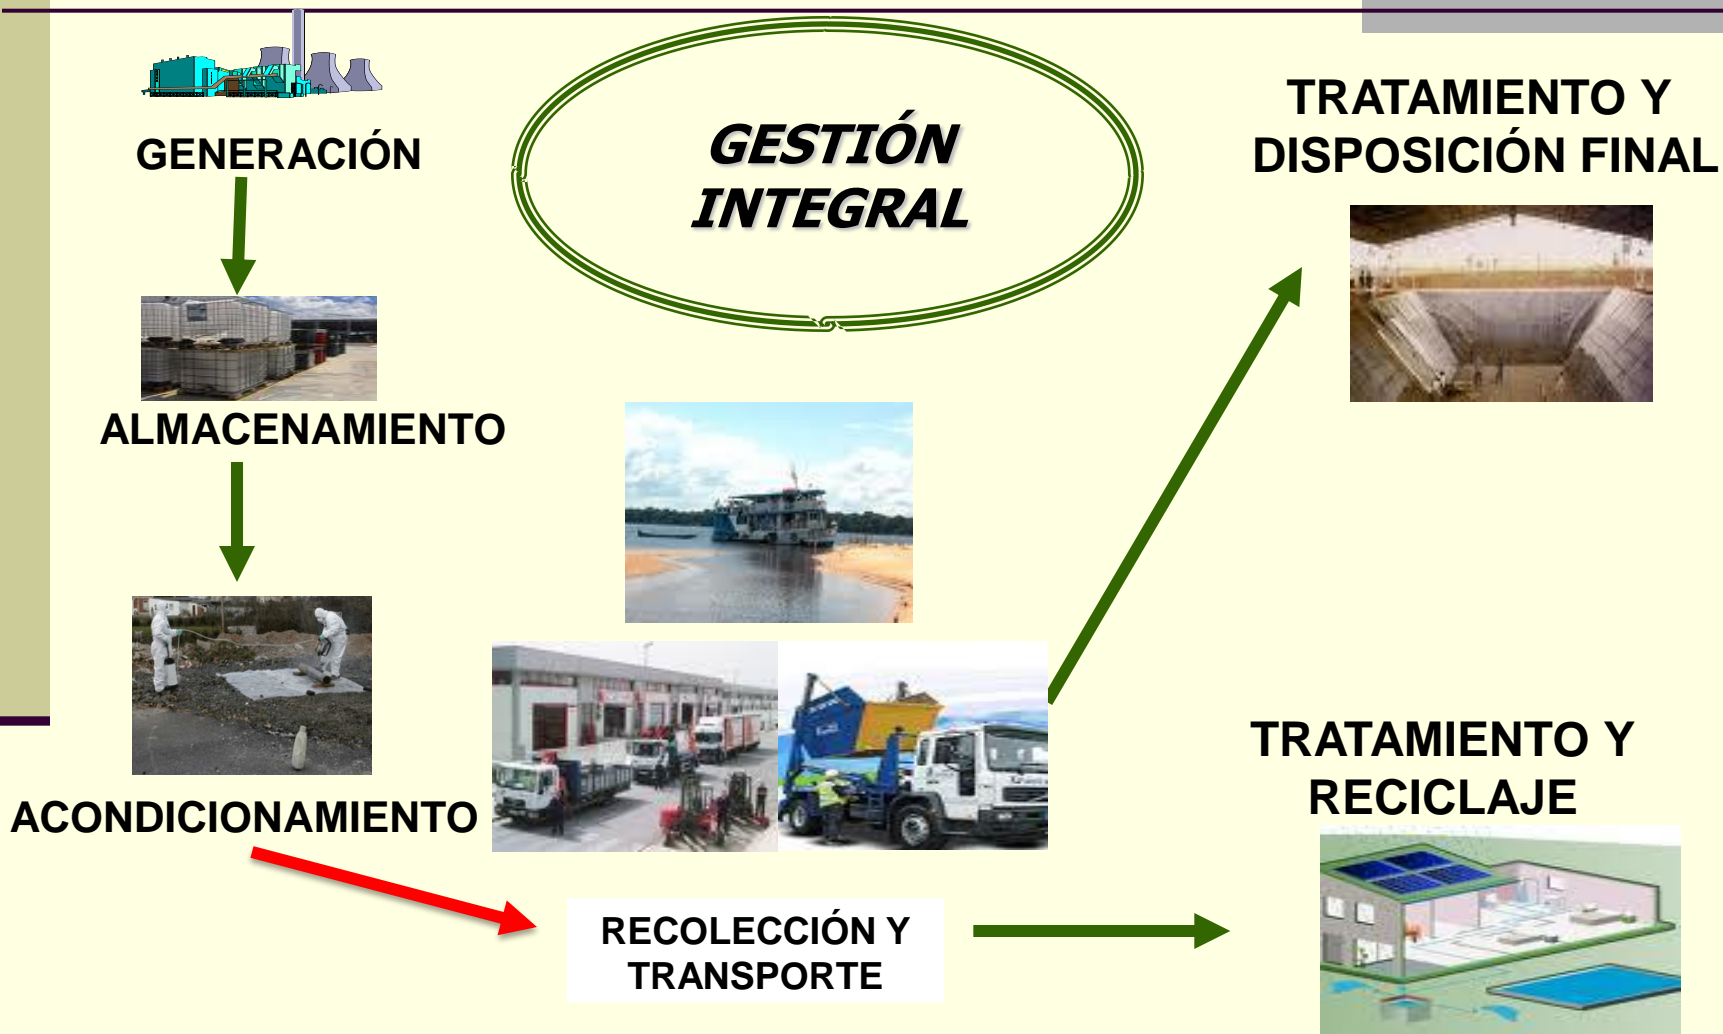 GENERACIÓN
GESTIÓN
INTEGRAL
TRATAMIENTO Y
DISPOSICIÓN FINAL
ALMACENAMIENTO
ACONDICIONAMIENTO
RECOLECCIÓN Y
TRANSPORTE
TRATAMIENTO Y
RECICLAJE